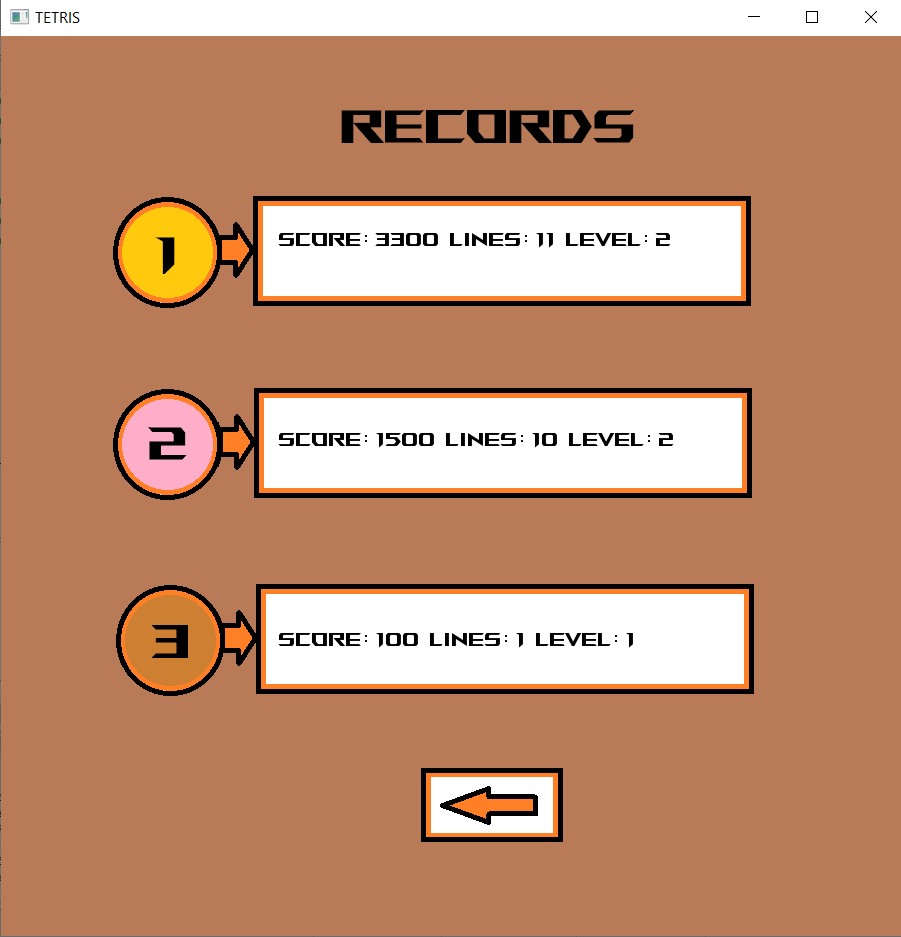 TETRIS
RECORDS
1
SCORE: 3300 LINES: 11 LEVEL: 2
2
SCORE: 1500 LINES: 10 LEVEL: 2
3
SCORE: 100 LINES: 1 LEVEL: 1